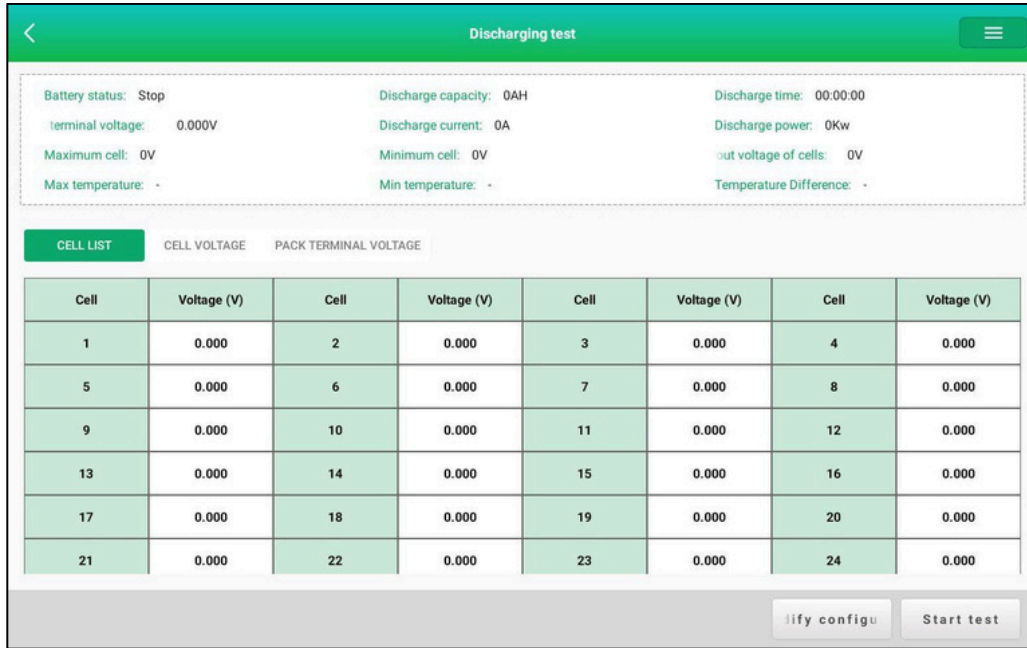 Discharging test
Battery status: Stop Discharge capacity: 0AH Discharge time: 00:00:00
terminal voltage: 0.000V Discharge current: 0A Discharge power: 0Kw
Maximum cell: 0V Minimum cell: 0V out voltage of cells: 0V
Max temperature: - Min temperature: - Temperature Difference: -
CELL LIST CELL VOLTAGE PACK TERMINAL VOLTAGE
Cell Voltage (V) Cell Voltage (V) Cell Voltage (V) Cell Voltage (V)
1 0.000 2 0.000 3 0.000 4 0.000
5 0.000 6 0.000 7 0.000 8 0.000
9 0.000 10 0.000 11 0.000 12 0.000
13 0.000 14 0.000 15 0.000 16 0.000
17 0.000 18 0.000 19 0.000 20 0.000
21 0.000 22 0.000 23 0.000 24 0.000
ify configu Start test